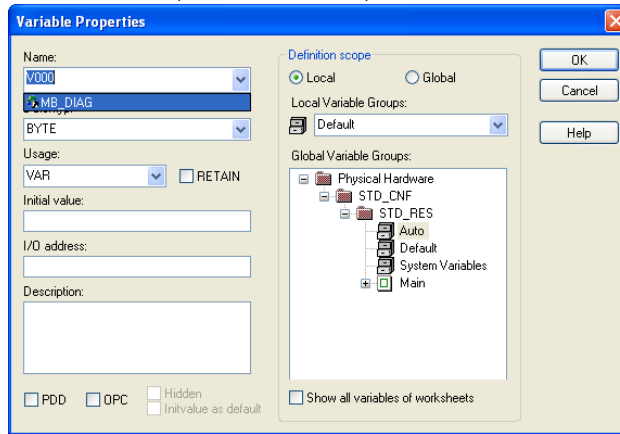 Variable Properties
Name:
V000
MB_DIAG
BYTE
Usage:
VAR
RETAIN
Initial value:
I/O address:
Description:
PDD
OPC
Hidden
Initvalue as default
Definition scope
Local
Global
Local Variable Groups:
Default
Global Variable Groups:
Physical Hardware
STD_CNF
STD_RES
Auto
Default
System Variables
Main
Show all variables of worksheets
OK
Cancel
Help